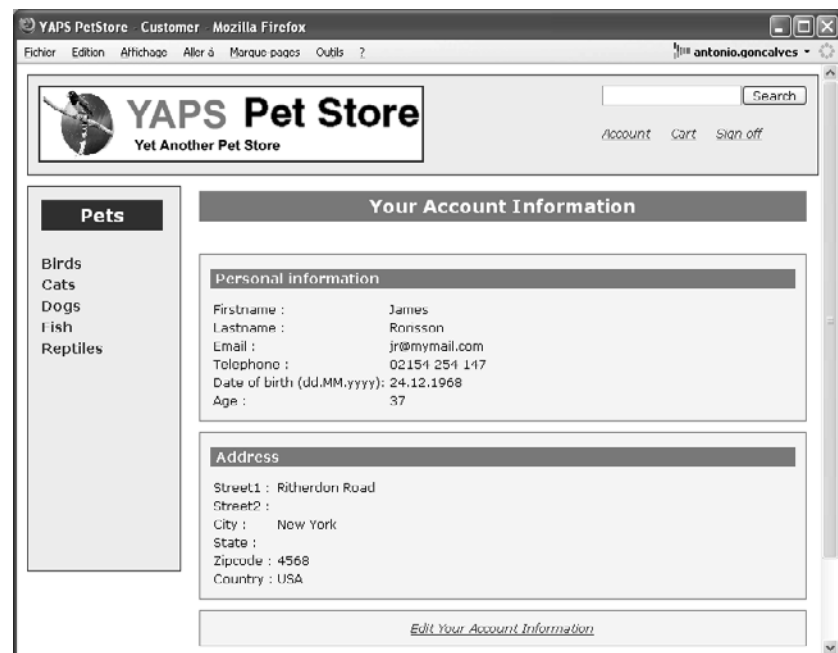 YAPS PetStore - Customer - Mozilla Firefox
Fichier Edition Affichage Aller à Marque-pages Outils ? antonio.goncalves
YAPS Pet Store
Yet Another Pet Store
Search
Account Cart Sign off
Pets
Birds
Cats
Dogs
Fish
Reptiles
Your Account Information
Personal information
Firstname : James
Lastname : Ronsson
Email : jr@mymail.com
Telephone : 02154 254 147
Date of birth (dd.MM.yyyy): 24.12.1968
Age : 37
Address
Street1 : Ritherdon Road
Street2 :
City : New York
State :
Zipcode : 4568
Country : USA
Edit Your Account Information